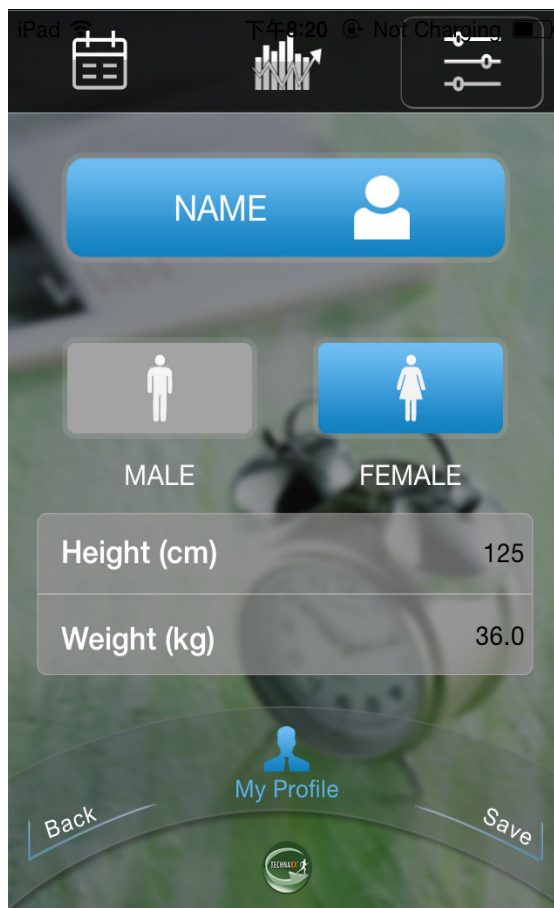 iPad 下午8:20 Not Charging
NAME
MALE FEMALE
Height (cm) 125
Weight (kg) 36.0
My Profile
Back Save
TECHNAXX